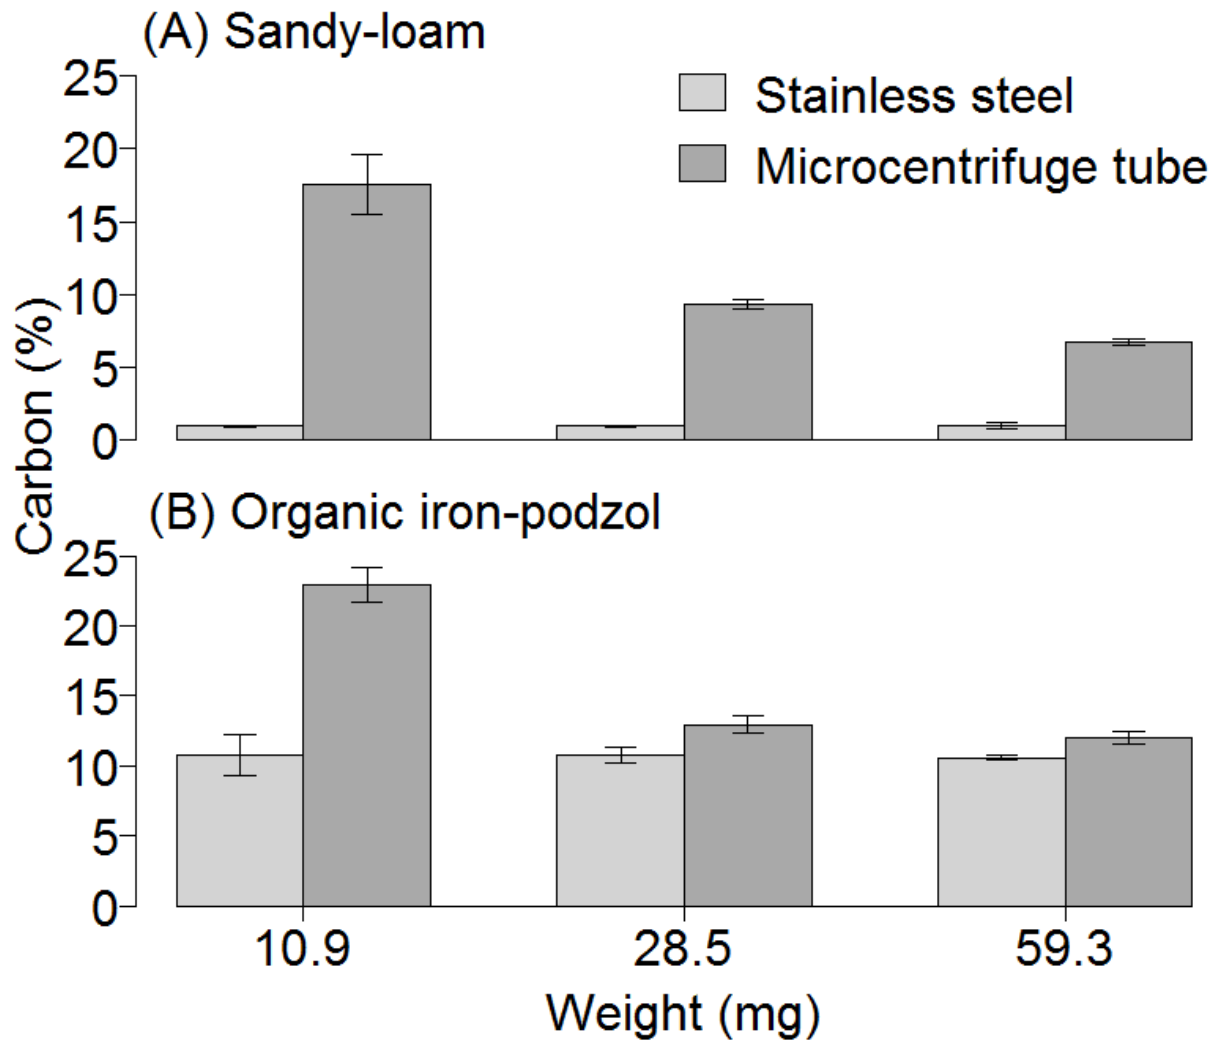 (A) Sandy-loam
Stainless steel
Microcentrifuge tube
25
20
15
10
5
0
Carbon (%)
(B) Organic iron-podzol
25
20
15
10
5
0
10.9 28.5 59.3
Weight (mg)